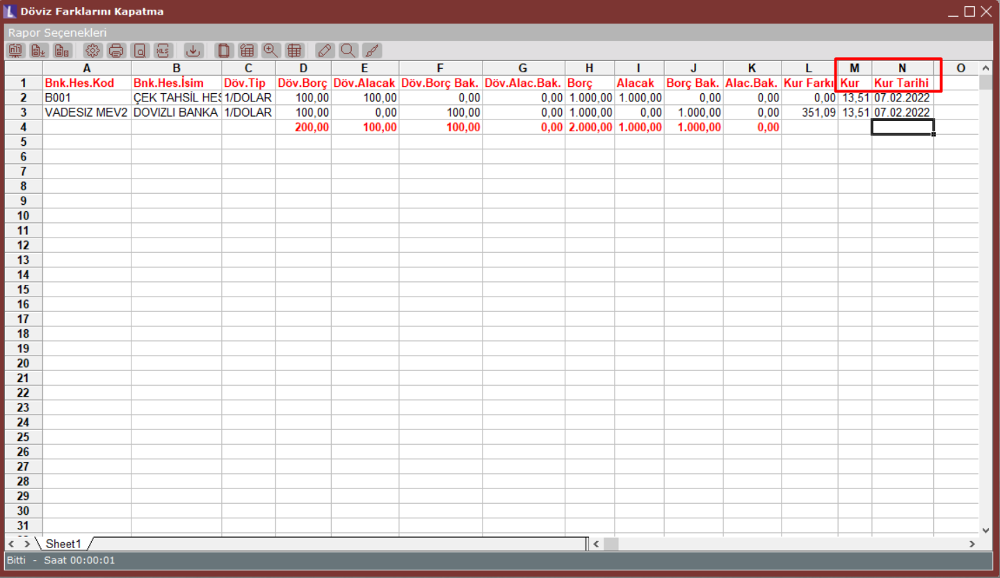 Döviz Farklarını Kapatma
Rapor Seçenekleri
XLS
A B C D E F G H I J K L M N O
1 Bnk.Hes.Kod Bnk.Hes.İsim Döv.Tip Döv.Borç Döv.Alacak Döv.Borç Bak. Döv.Alac.Bak. Borç Alacak Borç Bak. Alac.Bak. Kur Farkı Kur Kur Tarihi
2 B001 ÇEK TAHSİL HES 1/DOLAR 100,00 100,00 0,00 0,00 1.000,00 1.000,00 0,00 0,00 0,00 13,51 07.02.2022
3 VADESIZ MEV2 DOVIZLI BANKA 1/DOLAR 100,00 0,00 100,00 0,00 1.000,00 0,00 1.000,00 0,00 351,09 13,51 07.02.2022
4 200,00 100,00 100,00 0,00 2.000,00 1.000,00 1.000,00 0,00
5
6
7
8
9
10
11
12
13
14
15
16
17
18
19
20
21
22
23
24
25
26
27
28
29
30
31
Sheet1
Bitti - Saat 00:00:01